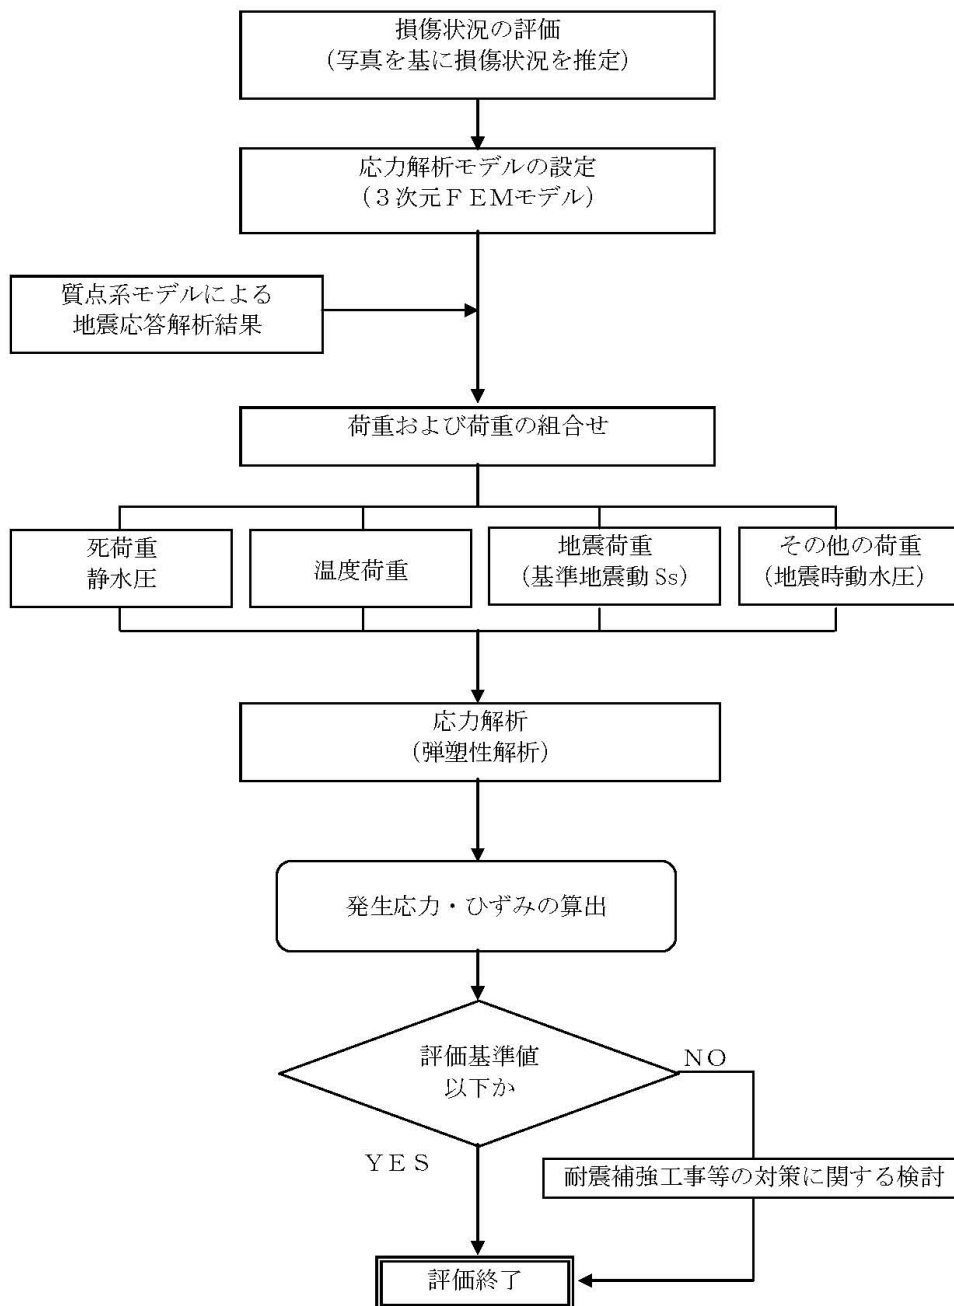 損傷状況の評価
（写真を基に損傷状況を推定）
応力解析モデルの設定
（３次元ＦＥＭモデル）
質点系モデルによる
地震応答解析結果
荷重および荷重の組合せ
死荷重
静水圧
温度荷重
地震荷重
（基準地震動 Ss）
その他の荷重
（地震時動水圧）
応力解析
（弾塑性解析）
発生応力・ひずみの算出
評価基準値
以下か
ＮＯ
ＹＥＳ
耐震補強工事等の対策に関する検討
評価終了